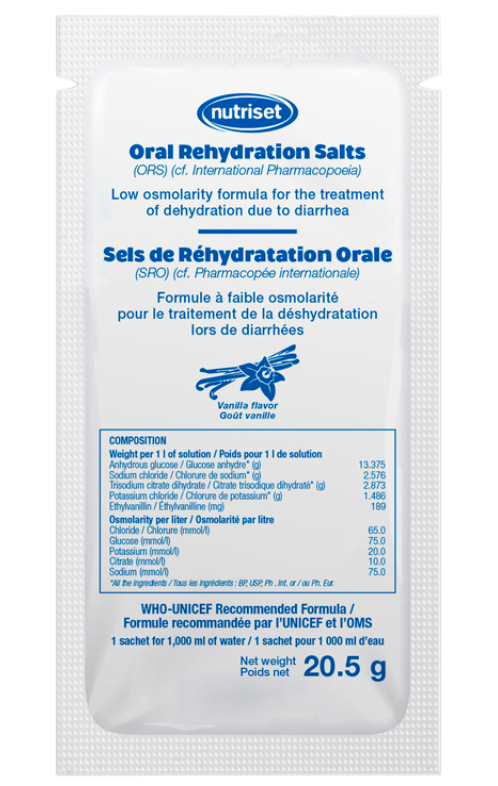 nutriset
Oral Rehydration Salts
(ORS) (cf. International Pharmacopoeia)
Low osmolarity formula for the treatment
of dehydration due to diarrhea
Sels de Réhydratation Orale
(SRO) (cf. Pharmacopée internationale)
Formule à faible osmolarité
pour le traitement de la déshydratation
lors de diarrhées
Vanilla flavor
Goût vanille
COMPOSITION
Weight per 1 l of solution / Poids pour 1 l de solution
Anhydrous glucose / Glucose anhydre* (g) 13.375
Sodium chloride / Chlorure de sodium* (g) 2.576
Trisodium citrate dihydrate / Citrate trisodique dihydraté* (g) 2.873
Potassium chloride / Chlorure de potassium* (g) 1.486
Ethylvanillin / Ethylvanilline (mg) 189
Osmolarity per liter / Osmolarité par litre
Chloride / Chlorure (mmol/l) 65.0
Glucose (mmol/l) 75.0
Potassium (mmol/l) 20.0
Citrate (mmol/l) 10.0
Sodium (mmol/l) 75.0
*All the ingredients / Tous les ingrédients : BP, USP, Ph . Int. or / ou Ph. Eur.
WHO-UNICEF Recommended Formula /
Formule recommandée par l'UNICEF et l'OMS
1 sachet for 1,000 ml of water / 1 sachet pour 1 000 ml d'eau
Net weight
Poids net 20.5 g